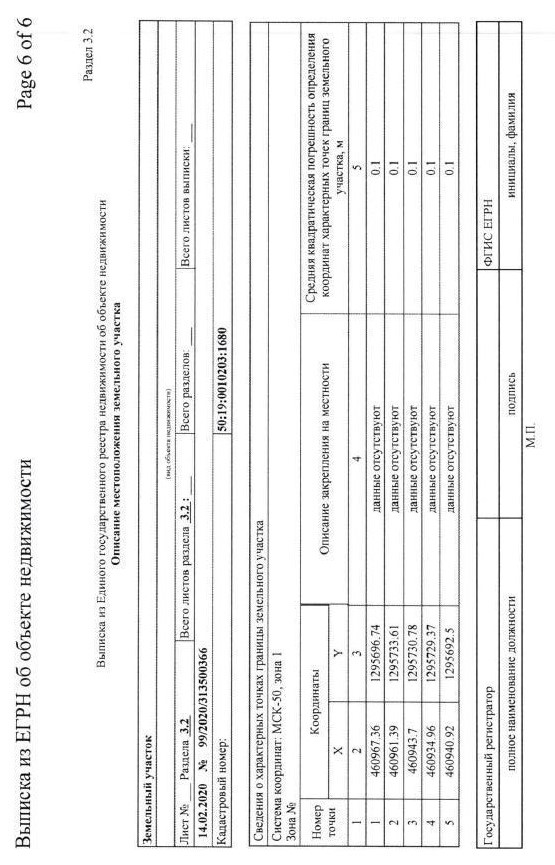 Выписка из ЕГРН об объекте недвижимости Page 6 of 6
Раздел 3.2
Выписка из Единого государственного реестра недвижимости об объекте недвижимости
Описание местоположения земельного участка
Земельный участок
(вид объекта недвижимости)
Лист № ___ Раздела 3.2 Всего листов раздела 3.2 : ___ Всего разделов: ___ Всего листов выписки: ___
14.02.2020 № 99/2020/313500366
Кадастровый номер: 50:19:0010203:1680
Сведения о характерных точках границы земельного участка
Система координат: МСК-50, зона 1
Зона №
Номер точки Координаты Описание закрепления на местности Средняя квадратическая погрешность определения координат характерных точек границ земельного участка, м
X Y
1 2 3 4 5
1 460967.36 1295696.74 данные отсутствуют 0.1
2 460961.39 1295733.61 данные отсутствуют 0.1
3 460943.7 1295730.78 данные отсутствуют 0.1
4 460934.96 1295729.37 данные отсутствуют 0.1
5 460940.92 1295692.5 данные отсутствуют 0.1
Государственный регистратор ФГИС ЕГРН
полное наименование должности подпись инициалы, фамилия
М.П.